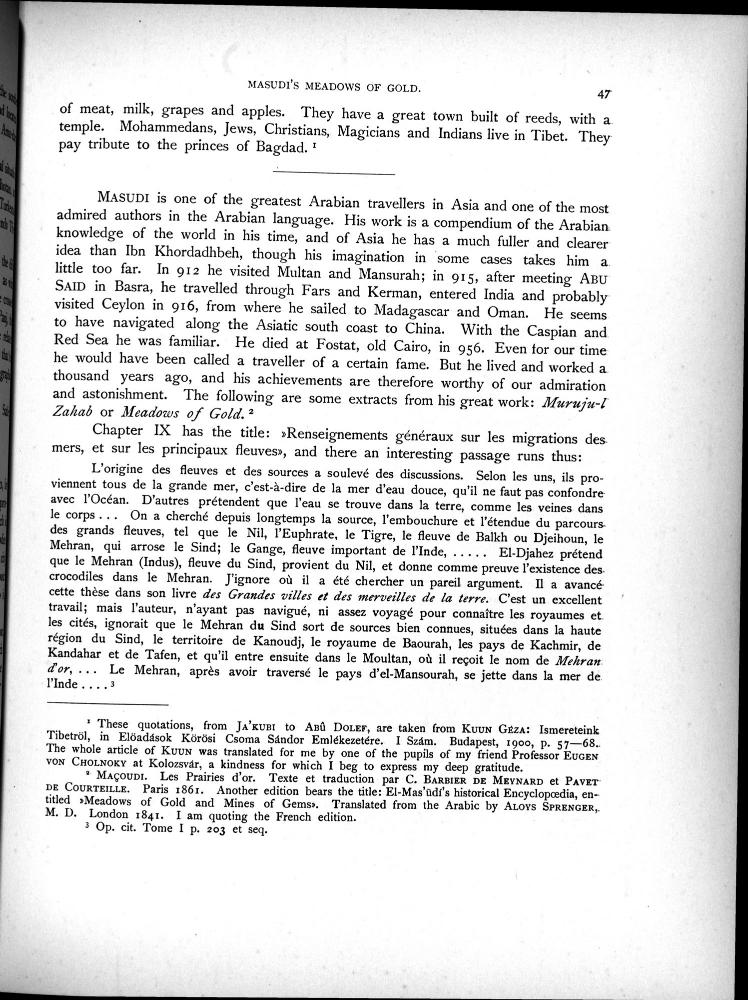 MASUDI'S MEADOWS OF GOLD.
47
of meat, milk, grapes and apples. They have a great town built of reeds, with a
temple. Mohammedans, Jews, Christians, Magicians and Indians live in Tibet. They
pay tribute to the princes of Bagdad. ¹
MASUDI is one of the greatest Arabian travellers in Asia and one of the most
admired authors in the Arabian language. His work is a compendium of the Arabian
knowledge of the world in his time, and of Asia he has a much fuller and clearer
idea than Ibn Khordadhbeh, though his imagination in some cases takes him a
little too far. In 912 he visited Multan and Mansurah; in 915, after meeting ABU
SAID in Basra, he travelled through Fars and Kerman, entered India and probably
visited Ceylon in 916, from where he sailed to Madagascar and Oman. He seems
to have navigated along the Asiatic south coast to China. With the Caspian and
Red Sea he was familiar. He died at Fostat, old Cairo, in 956. Even for our time
he would have been called a traveller of a certain fame. But he lived and worked a
thousand years ago, and his achievements are therefore worthy of our admiration
and astonishment. The following are some extracts from his great work: Muruju-l
Zahab or Meadows of Gold. ²
Chapter IX has the title: »Renseignements généraux sur les migrations des
mers, et sur les principaux fleuves», and there an interesting passage runs thus:
L'origine des fleuves et des sources a soulevé des discussions. Selon les uns, ils pro-
viennent tous de la grande mer, c'est-à-dire de la mer d'eau douce, qu'il ne faut pas confondre
avec l'Océan. D'autres prétendent que l'eau se trouve dans la terre, comme les veines dans
le corps . . . On a cherché depuis longtemps la source, l'embouchure et l'étendue du parcours
des grands fleuves, tel que le Nil, l'Euphrate, le Tigre, le fleuve de Balkh ou Djeihoun, le
Mehran, qui arrose le Sind; le Gange, fleuve important de l'Inde, . . . . . El-Djahez prétend
que le Mehran (Indus), fleuve du Sind, provient du Nil, et donne comme preuve l'existence des
crocodiles dans le Mehran. J'ignore où il a été chercher un pareil argument. Il a avancé
cette thèse dans son livre des Grandes villes et des merveilles de la terre. C'est un excellent
travail; mais l'auteur, n'ayant pas navigué, ni assez voyagé pour connaître les royaumes et
les cités, ignorait que le Mehran du Sind sort de sources bien connues, situées dans la haute
région du Sind, le territoire de Kanoudj, le royaume de Baourah, les pays de Kachmir, de
Kandahar et de Tafen, et qu'il entre ensuite dans le Moultan, où il reçoit le nom de Mehran
d'or, . . . Le Mehran, après avoir traversé le pays d'el-Mansourah, se jette dans la mer de
l'Inde . . . . ³
¹ These quotations, from JA'KUBI to ABÛ DOLEF, are taken from KUUN GÉZA: Ismereteink
Tibetröl, in Elöadások Körösi Csoma Sándor Emlékezetére. I Szám. Budapest, 1900, p. 57—68.
The whole article of KUUN was translated for me by one of the pupils of my friend Professor EUGEN
VON CHOLNOKY at Kolozsvár, a kindness for which I beg to express my deep gratitude.
² MAÇOUDI. Les Prairies d'or. Texte et traduction par C. BARBIER DE MEYNARD et PAVET
DE COURTEILLE. Paris 1861. Another edition bears the title: El-Mas'ûdî's historical Encyclopœdia, en-
titled »Meadows of Gold and Mines of Gems». Translated from the Arabic by ALOYS SPRENGER,
M. D. London 1841. I am quoting the French edition.
³ Op. cit. Tome I p. 203 et seq.